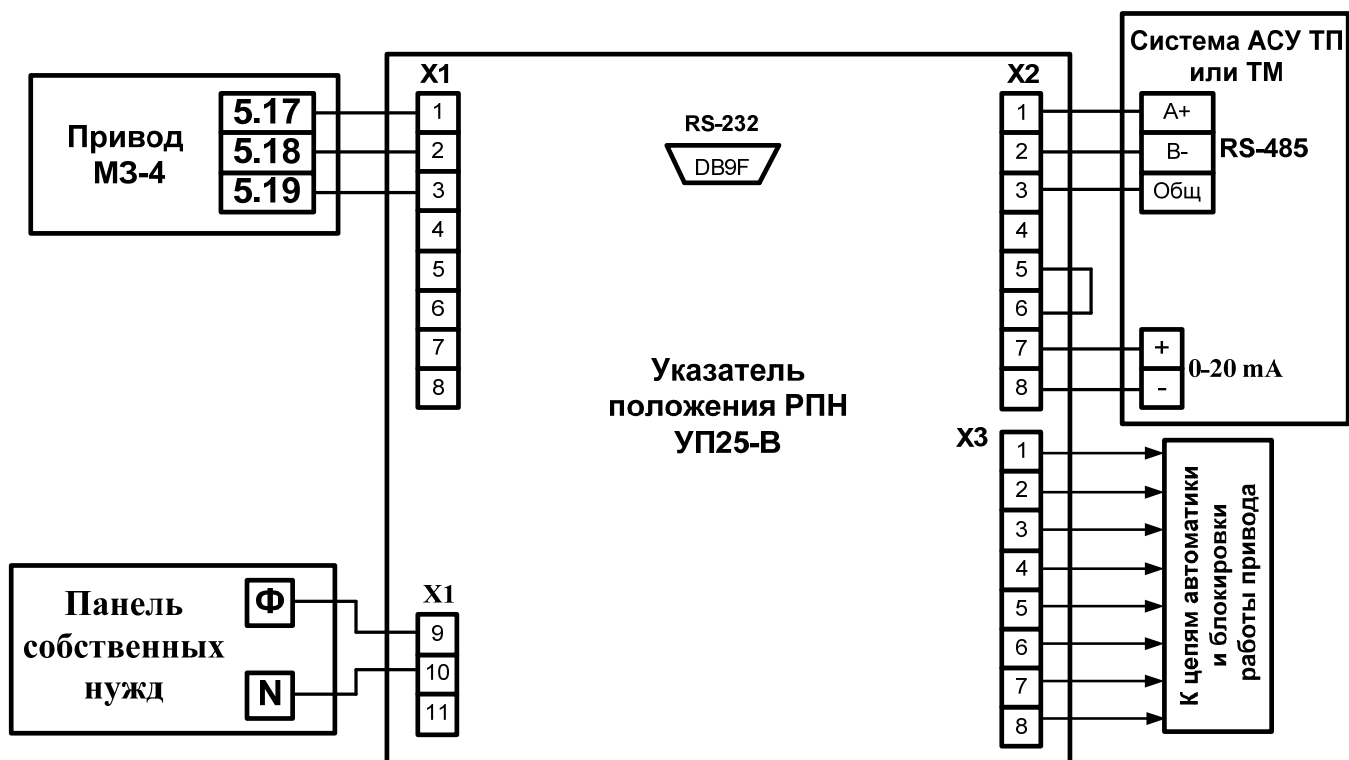 Привод
МЗ-4
5.17
5.18
5.19
X1
1
2
3
4
5
6
7
8
RS-232
DB9F
Указатель
положения РПН
УП25-В
X2
1
2
3
4
5
6
7
8
Система АСУ ТП
или ТМ
A+
B-
Общ
RS-485
+
-
0-20 mA
X3
1
2
3
4
5
6
7
8
К цепям автоматики
и блокировки
работы привода
Панель
собственных
нужд
Ф
N
X1
9
10
11